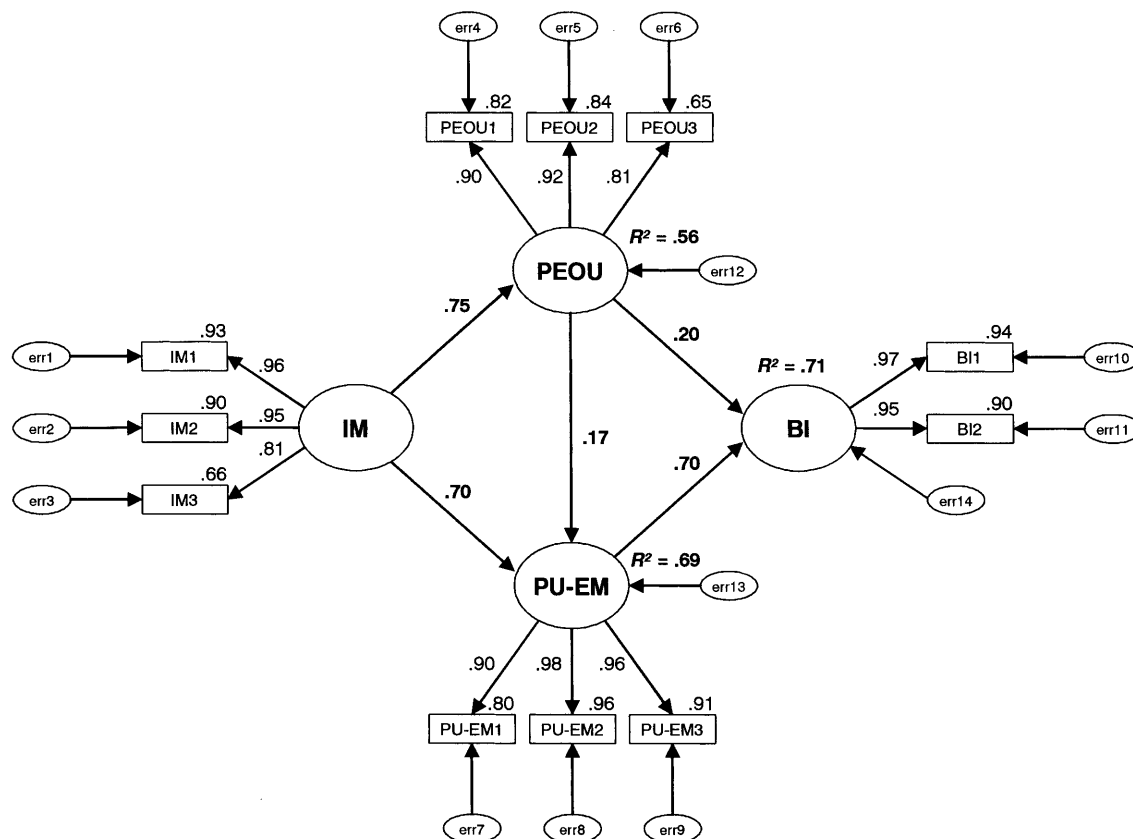 err4 err5 err6
.82 .84 .65
PEOU1 PEOU2 PEOU3
.90 .92 .81
R² = .56
PEOU
err12
.75
.20
.93
IM1
err1
.96
.94
BI1
err10
.97
R² = .71
.90
IM2
err2
.95
IM
.17
BI
.95
.90
BI2
err11
.81
.66
IM3
err3
.70
.70
err14
R² = .69
PU-EM
err13
.90 .98 .96
.80 .96 .91
PU-EM1 PU-EM2 PU-EM3
err7 err8 err9